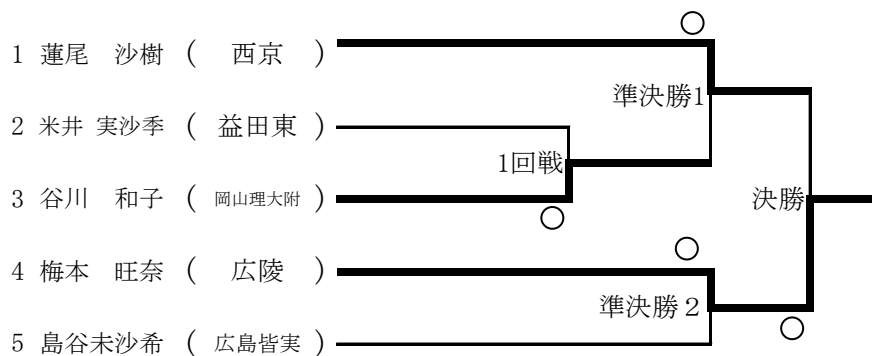 1 蓮尾 沙樹 ( 西京 )
準決勝1
2 米井 実沙季 ( 益田東 )
1回戦
3 谷川 和子 ( 岡山理大附 )
決勝
4 梅本 旺奈 ( 広陵 )
準決勝２
5 島谷未沙希 ( 広島皆実 )